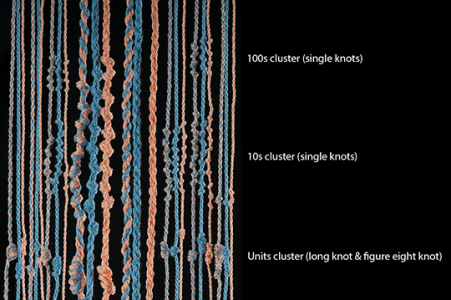 100s cluster (single knots)
10s cluster (single knots)
Units cluster (long knot & figure eight knot)